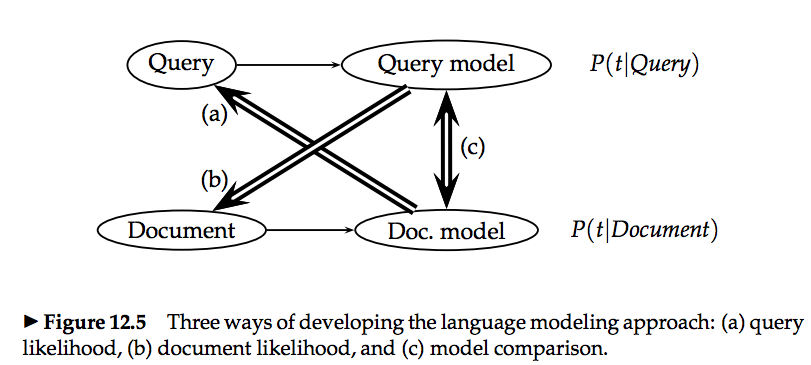 Query
Query model
P(t|Query)
(a)
(c)
(b)
Document
Doc. model
P(t|Document)
► Figure 12.5 Three ways of developing the language modeling approach: (a) query
likelihood, (b) document likelihood, and (c) model comparison.